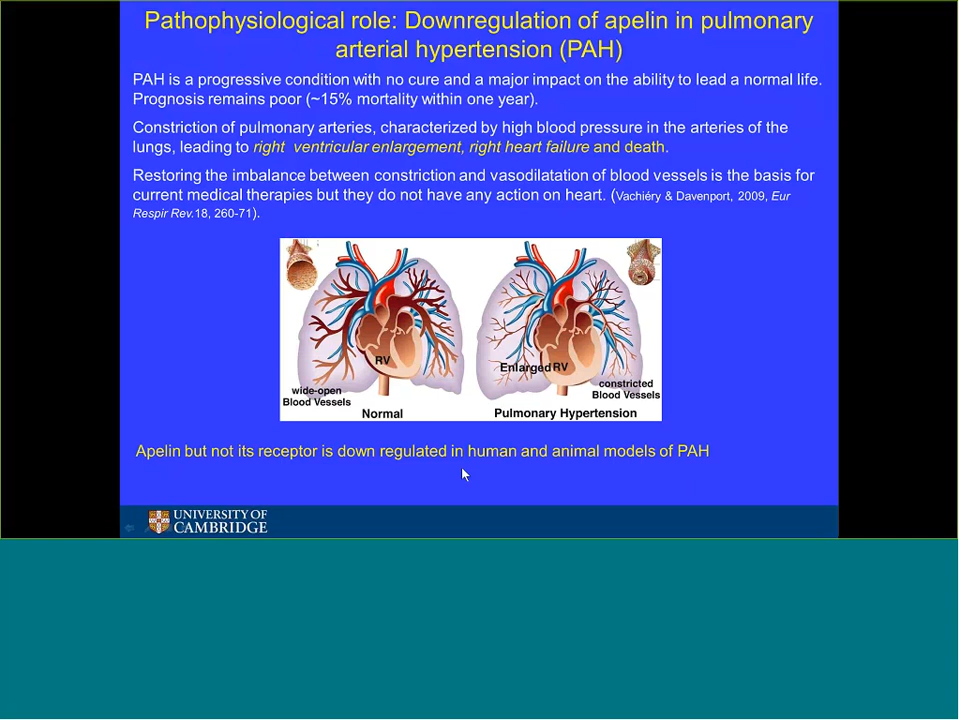 Pathophysiological role: Downregulation of apelin in pulmonary
arterial hypertension (PAH)
PAH is a progressive condition with no cure and a major impact on the ability to lead a normal life.
Prognosis remains poor (~15% mortality within one year).
Constriction of pulmonary arteries, characterized by high blood pressure in the arteries of the
lungs, leading to right ventricular enlargement, right heart failure and death.
Restoring the imbalance between constriction and vasodilatation of blood vessels is the basis for
current medical therapies but they do not have any action on heart. (Vachiéry & Davenport, 2009, Eur
Respir Rev.18, 260-71).
RV
wide-open
Blood Vessels
Normal
Enlarged RV
constricted
Blood Vessels
Pulmonary Hypertension
Apelin but not its receptor is down regulated in human and animal models of PAH
UNIVERSITY OF
CAMBRIDGE